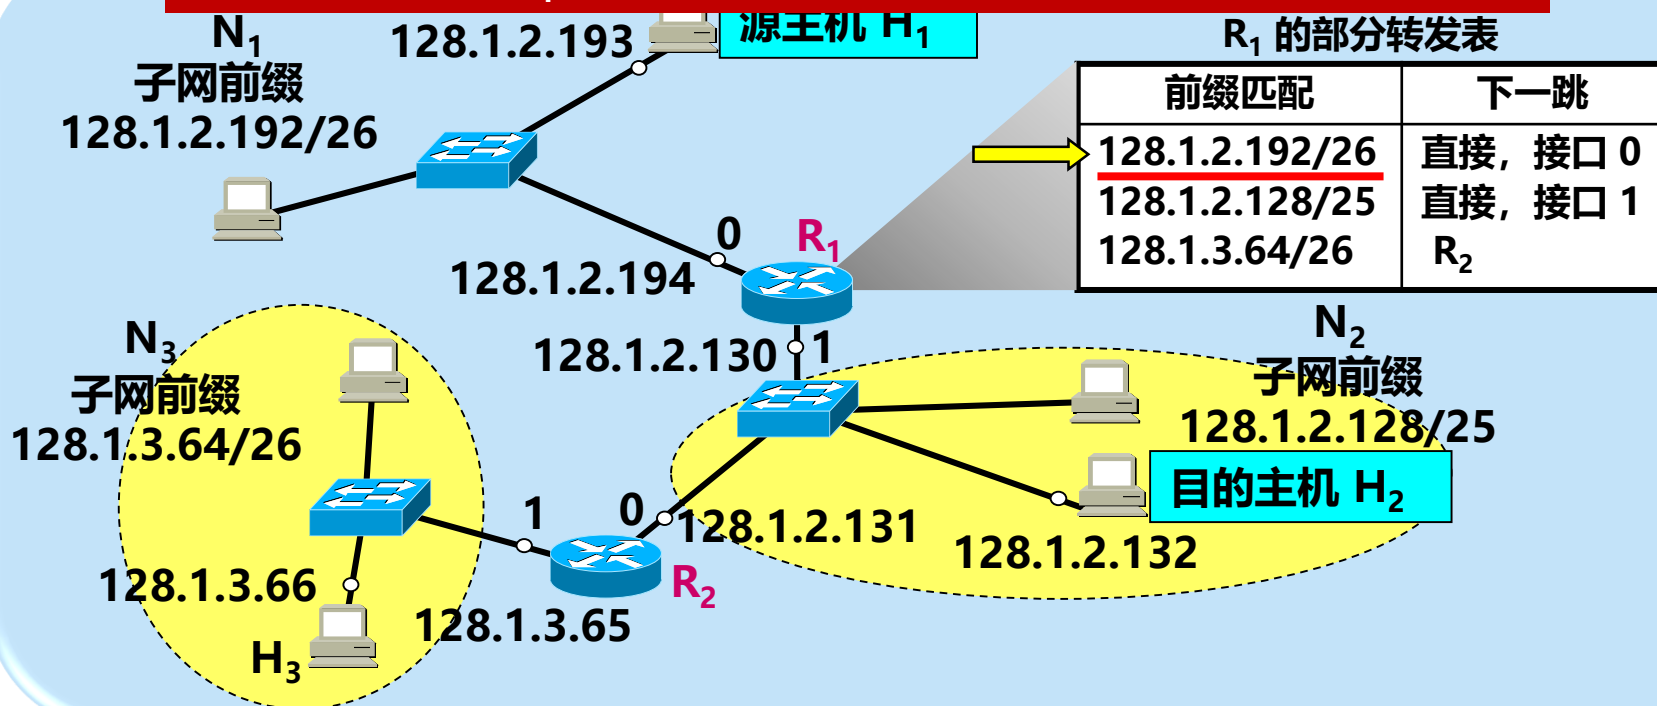 N1
子网前缀
128.1.2.192/26
128.1.2.193
源主机 H1
R1 的部分转发表
前缀匹配 下一跳
128.1.2.192/26 直接，接口 0
128.1.2.128/25 直接，接口 1
128.1.3.64/26 R2
0
R1
128.1.2.194
128.1.2.130
1
N2
子网前缀
128.1.2.128/25
目的主机 H2
128.1.2.132
N3
子网前缀
128.1.3.64/26
1
0
128.1.2.131
R2
128.1.3.66
128.1.3.65
H3